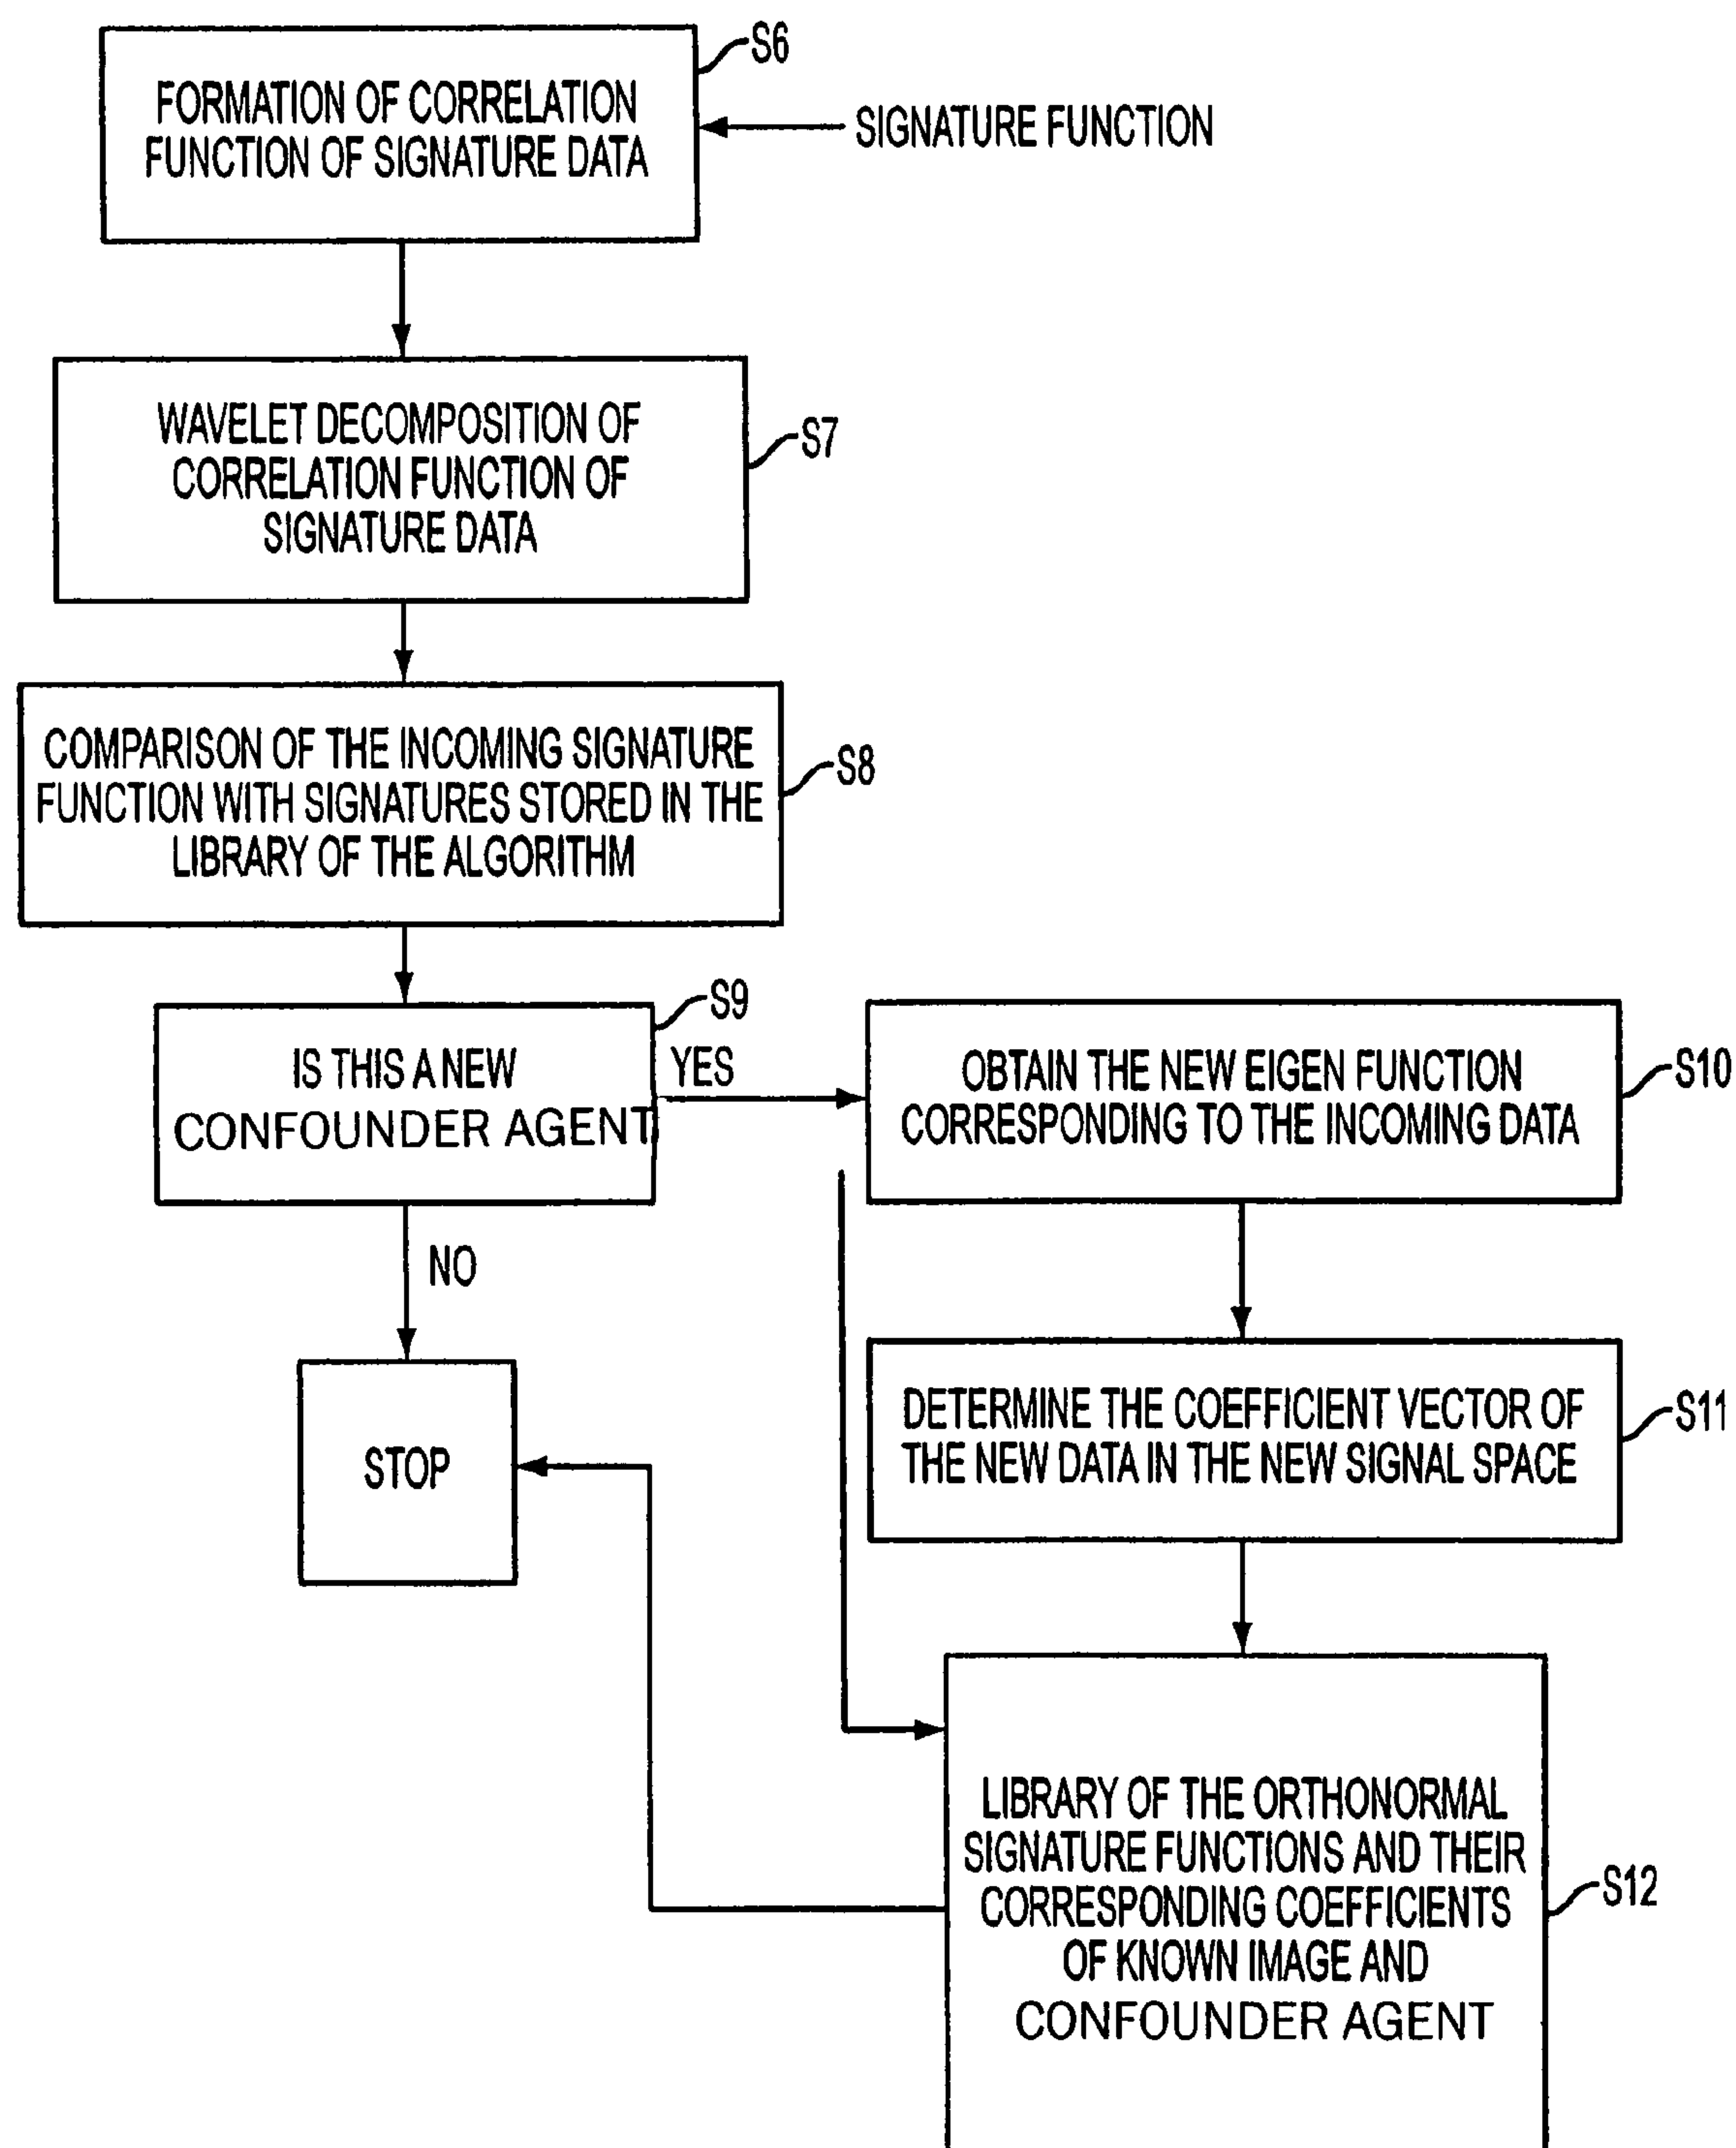 S6
FORMATION OF CORRELATION
FUNCTION OF SIGNATURE DATA
SIGNATURE FUNCTION
WAVELET DECOMPOSITION OF
CORRELATION FUNCTION OF
SIGNATURE DATA
S7
COMPARISON OF THE INCOMING SIGNATURE
FUNCTION WITH SIGNATURES STORED IN THE
LIBRARY OF THE ALGORITHM
S8
S9
IS THIS A NEW
CONFOUNDER AGENT
YES
NO
OBTAIN THE NEW EIGEN FUNCTION
CORRESPONDING TO THE INCOMING DATA
S10
STOP
DETERMINE THE COEFFICIENT VECTOR OF
THE NEW DATA IN THE NEW SIGNAL SPACE
S11
LIBRARY OF THE ORTHONORMAL
SIGNATURE FUNCTIONS AND THEIR
CORRESPONDING COEFFICIENTS
OF KNOWN IMAGE AND
CONFOUNDER AGENT
S12